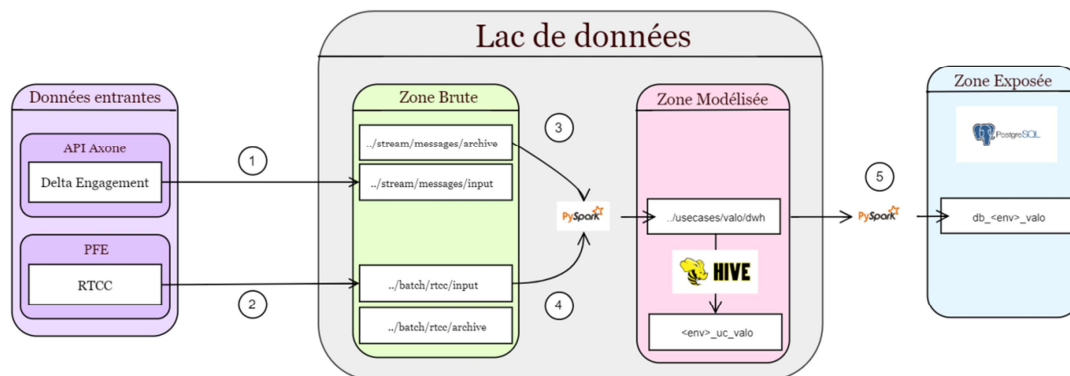 Lac de données
Données entrantes
API Axone
Delta Engagement
PFE
RTCC
1
2
Zone Brute
../stream/messages/archive
../stream/messages/input
../batch/rtcc/input
../batch/rtcc/archive
3
4
PySpark
Zone Modélisée
../usecases/valo/dwh
HIVE
<env>_uc_valo
5
PySpark
Zone Exposée
PostgreSQL
db_<env>_valo